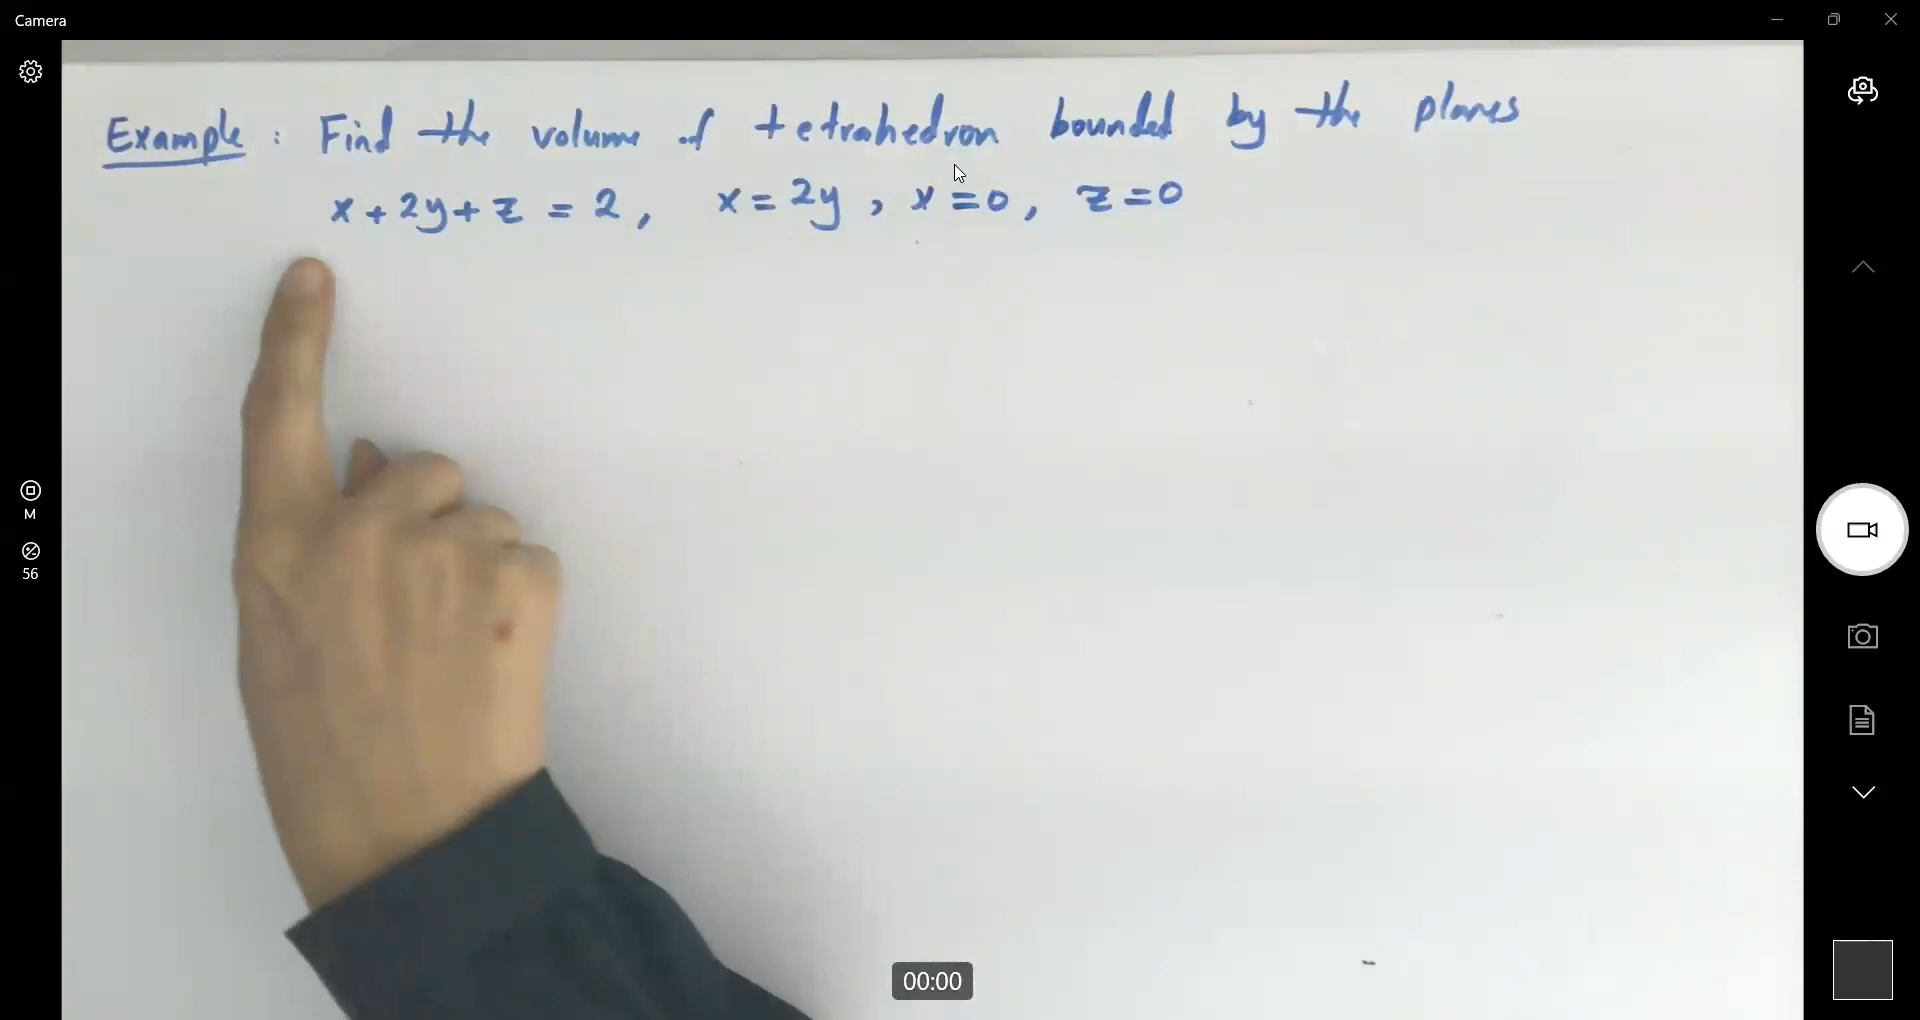 Camera
Example : Find the volume of tetrahedron bounded by the planes
x + 2y + z = 2, x = 2y , x = 0, z = 0
M
56
00:00